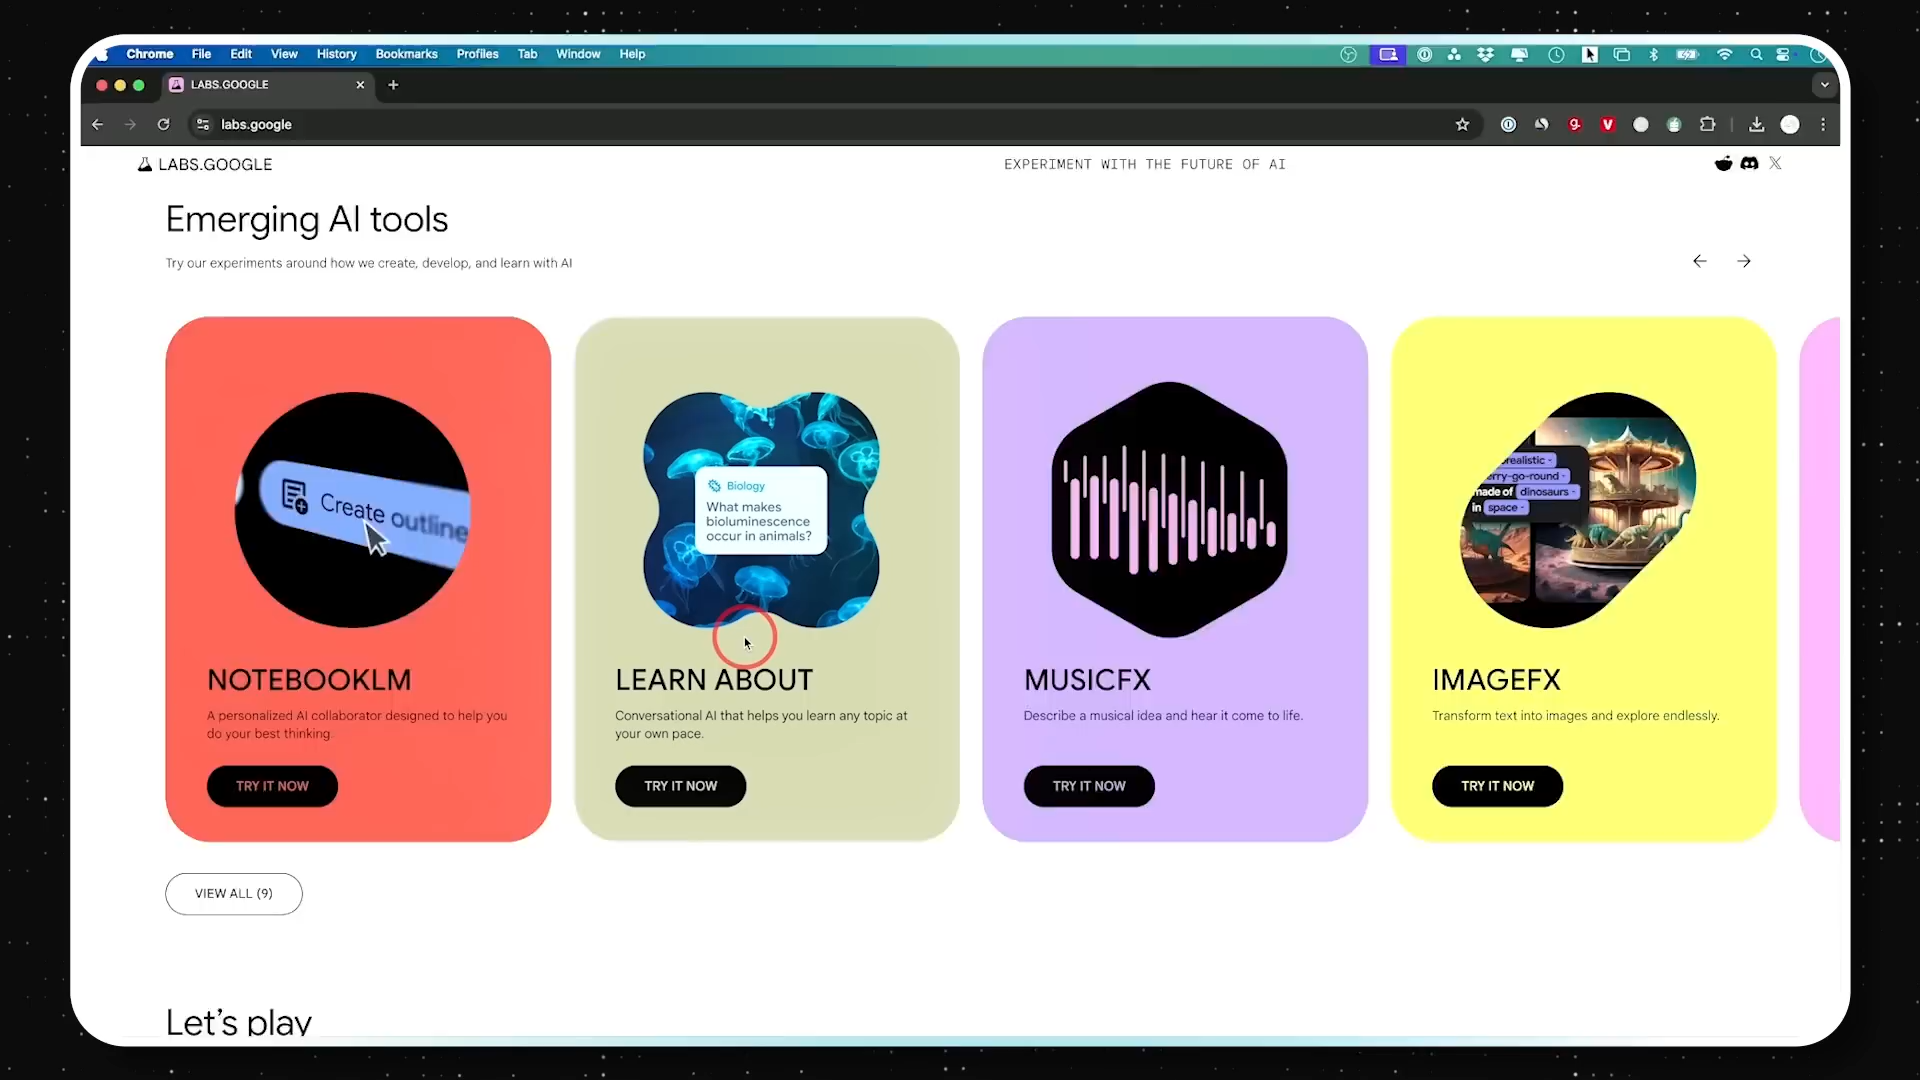 Chrome File Edit View History Bookmarks Profiles Tab Window Help
LABS.GOOGLE
labs.google
LABS.GOOGLE
EXPERIMENT WITH THE FUTURE OF AI
Emerging AI tools
Try our experiments around how we create, develop, and learn with AI
Create outline
Biology
What makes
bioluminescence
occur in animals?
realistic
erry-go-round
made of dinosaurs
in space
NOTEBOOKLM
A personalized AI collaborator designed to help you
do your best thinking.
TRY IT NOW
LEARN ABOUT
Conversational AI that helps you learn any topic at
your own pace.
TRY IT NOW
MUSICFX
Describe a musical idea and hear it come to life.
TRY IT NOW
IMAGEFX
Transform text into images and explore endlessly.
TRY IT NOW
VIEW ALL (9)
Let's play